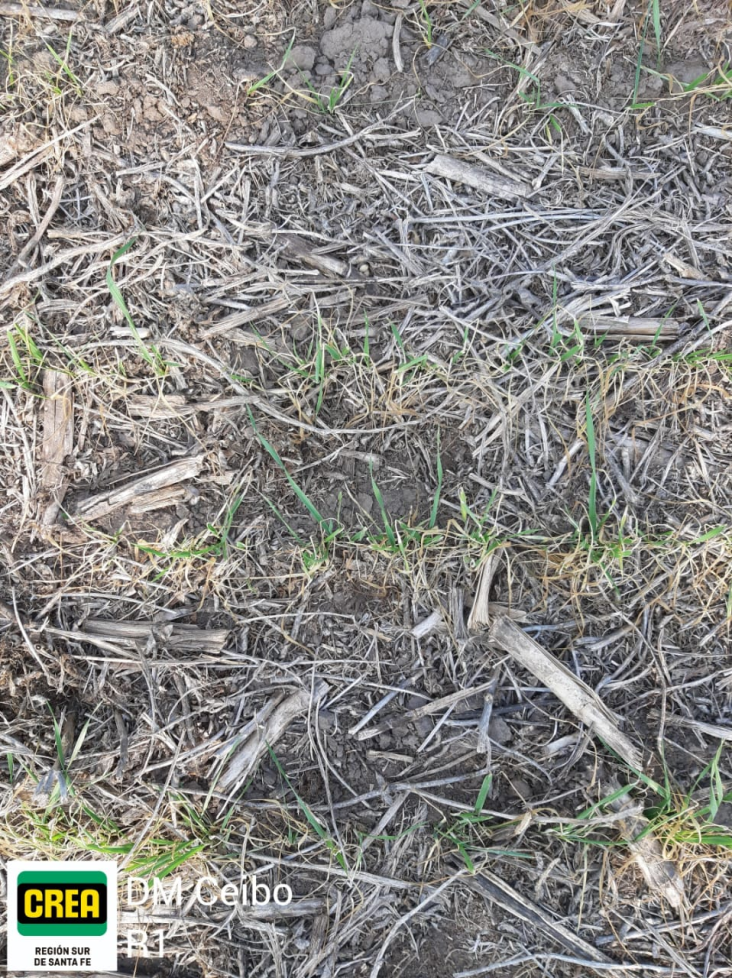 CREA
REGIÓN SUR
DE SANTA FE
DM Ceibo
R1